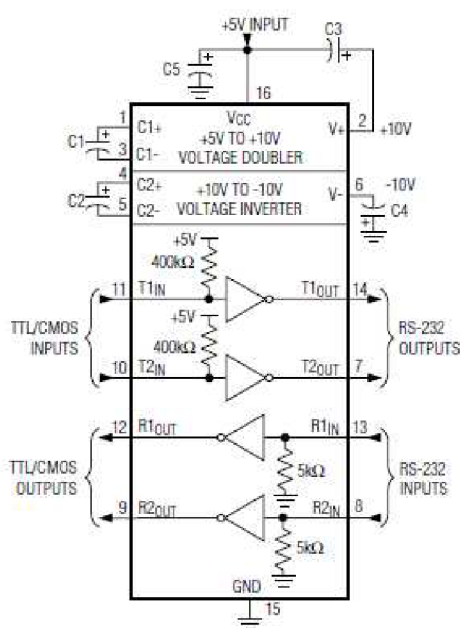 +5V INPUT
C3
+
C5
+
+
16
1
C1+
VCC
2
C1
+
+5V TO +10V
V+
+10V
3
C1-
VOLTAGE DOUBLER
4
C2+
+10V TO -10V
6
-10V
C2
+
V-
5
C2-
VOLTAGE INVERTER
+
C4
+5V
400kΩ
11
T1IN
T1OUT
14
TTL/CMOS
INPUTS
+5V
400kΩ
RS-232
OUTPUTS
10
T2IN
T2OUT
7
12
R1OUT
R1IN
13
TTL/CMOS
OUTPUTS
5kΩ
RS-232
INPUTS
9
R2OUT
R2IN
8
5kΩ
GND
15